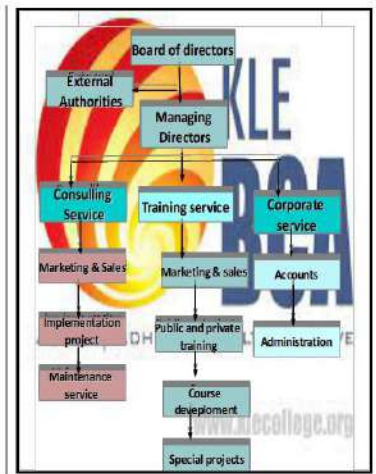 Board of directors
External
Authorities
KLE
Managing
Directors
BCA
Consulling
Service
Training service
Corporate
service
Marketing & Sales
Marketing & sales
Accounts
Implementation
project
Public and private
training
Administration
Maintenance
service
Course
development
www.klecollege.org
Special projects